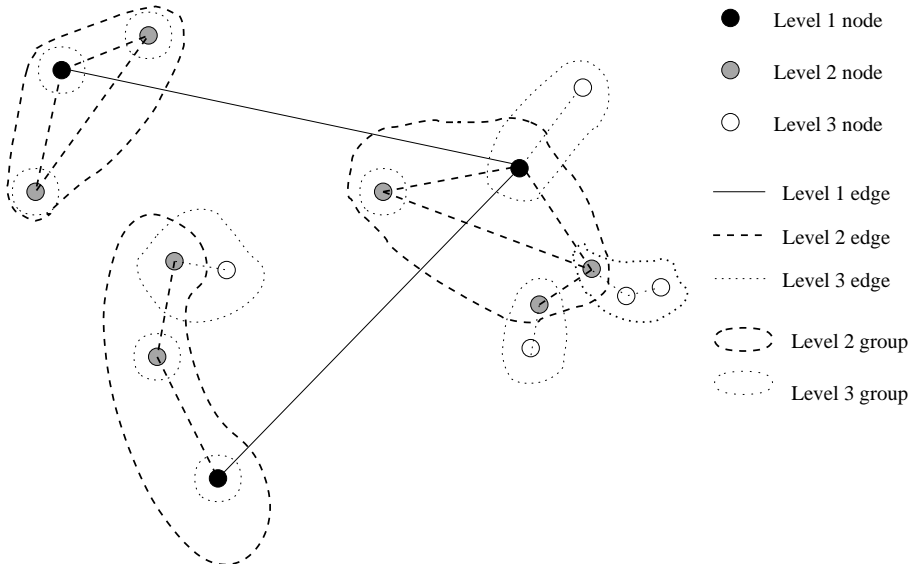 Level 1 node
Level 2 node
Level 3 node
Level 1 edge
Level 2 edge
Level 3 edge
Level 2 group
Level 3 group